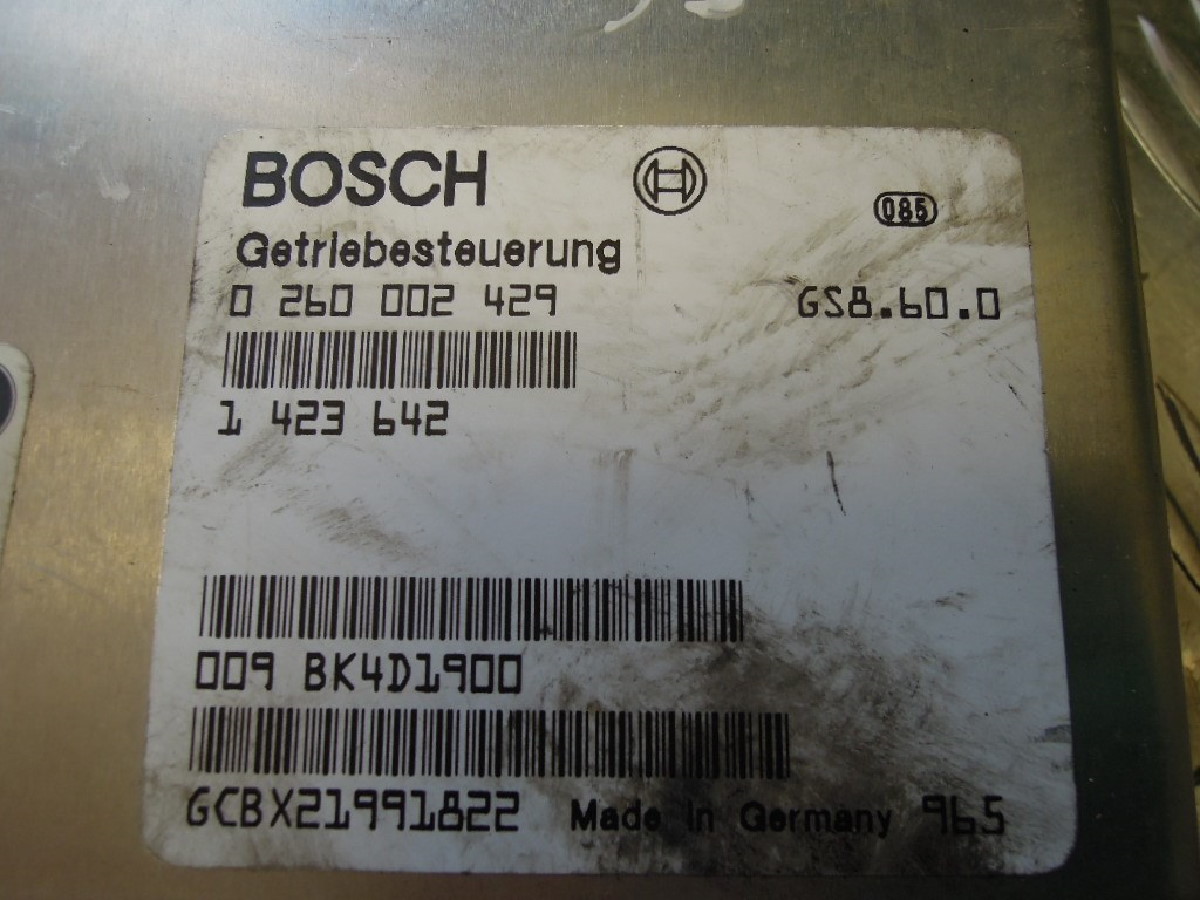 BOSCH
085
Getriebesteuerung
0 260 002 429 GS8.60.0
1 423 642
009 BK4D1900
GCBX21991822 Made in Germany 965